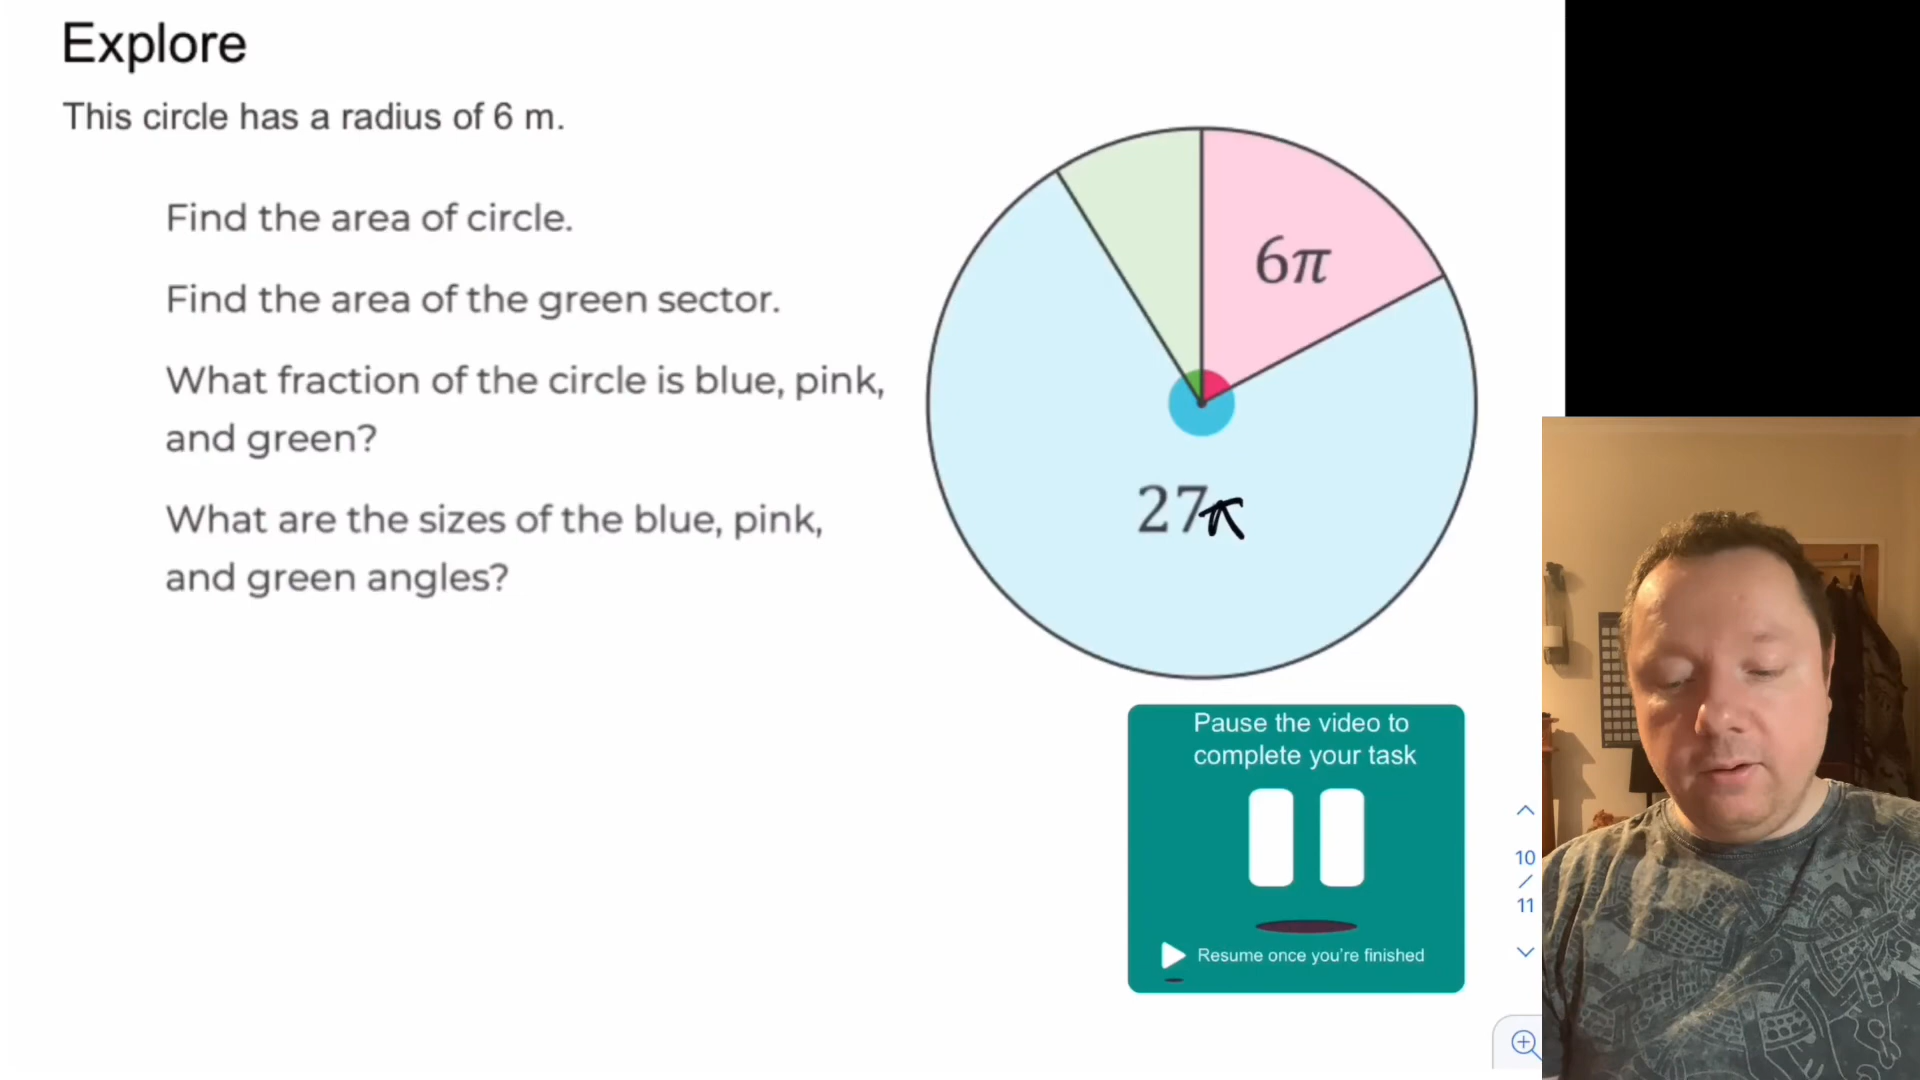 Explore
This circle has a radius of 6 m.
Find the area of circle.
Find the area of the green sector.
What fraction of the circle is blue, pink,
and green?
What are the sizes of the blue, pink,
and green angles?
6π
27π
Pause the video to
complete your task
Resume once you're finished
10
/
11